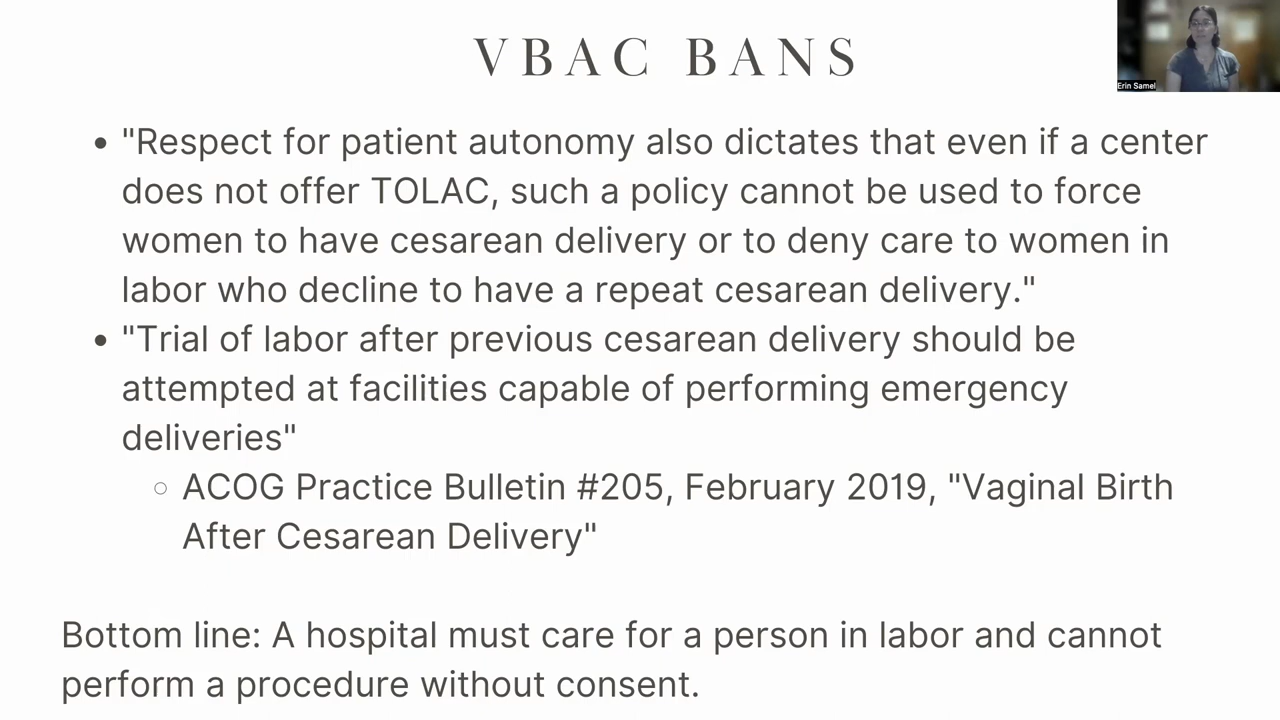 VBAC BANS
Erin Samel
• "Respect for patient autonomy also dictates that even if a center
does not offer TOLAC, such a policy cannot be used to force
women to have cesarean delivery or to deny care to women in
labor who decline to have a repeat cesarean delivery."
• "Trial of labor after previous cesarean delivery should be
attempted at facilities capable of performing emergency
deliveries"
○ ACOG Practice Bulletin #205, February 2019, "Vaginal Birth
After Cesarean Delivery"
Bottom line: A hospital must care for a person in labor and cannot
perform a procedure without consent.